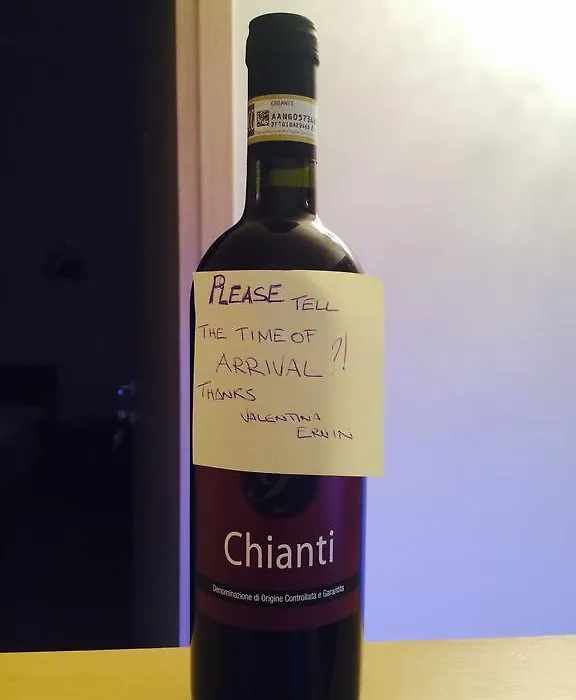 CHIANTI
PLEASE TELL
THE TIME OF
ARRIVAL ?!
THANKS
VALENTINA
ERVIN
Chianti
Denominazione di Origine Controllata e Garantita